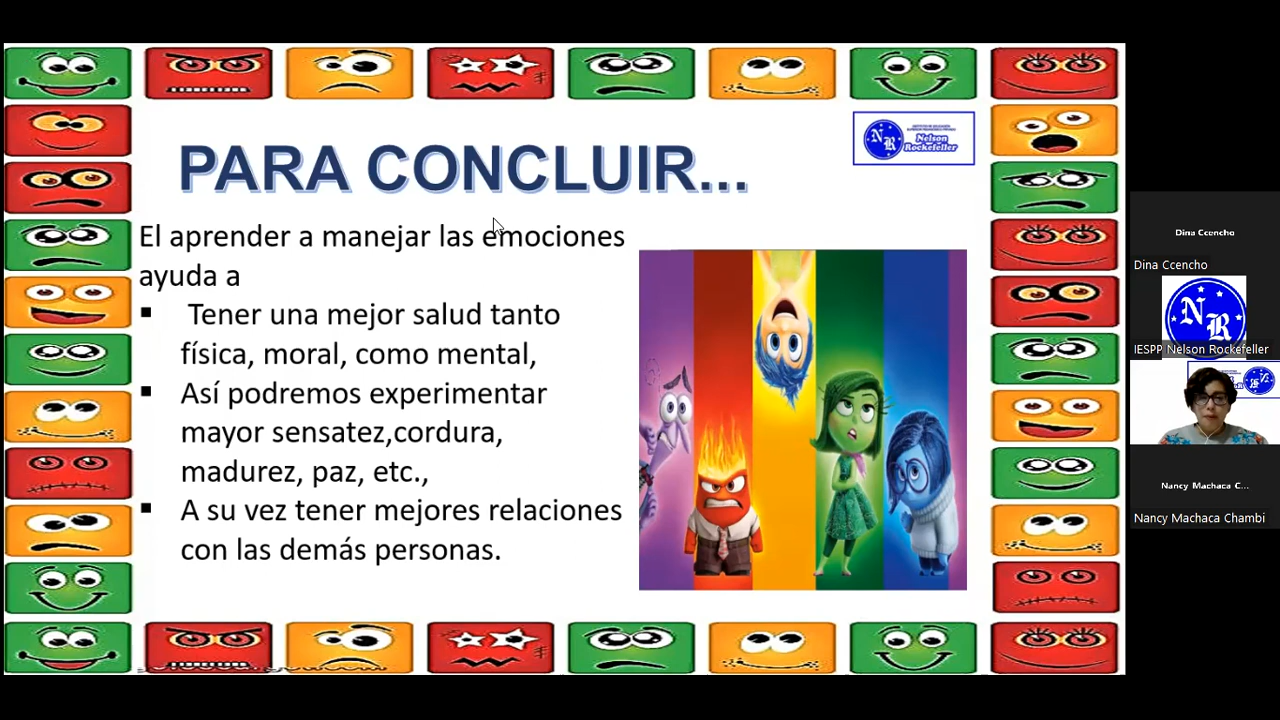 PARA CONCLUIR...
N
R
Nelson
Rockefeller
El aprender a manejar las emociones
ayuda a
▪ Tener una mejor salud tanto
física, moral, como mental,
▪ Así podremos experimentar
mayor sensatez,cordura,
madurez, paz, etc.,
▪ A su vez tener mejores relaciones
con las demás personas.
Dina Ccencho
Dina Ccencho
N
R
IESPP Nelson Rockefeller
Nancy Machaca C...
Nancy Machaca Chambi